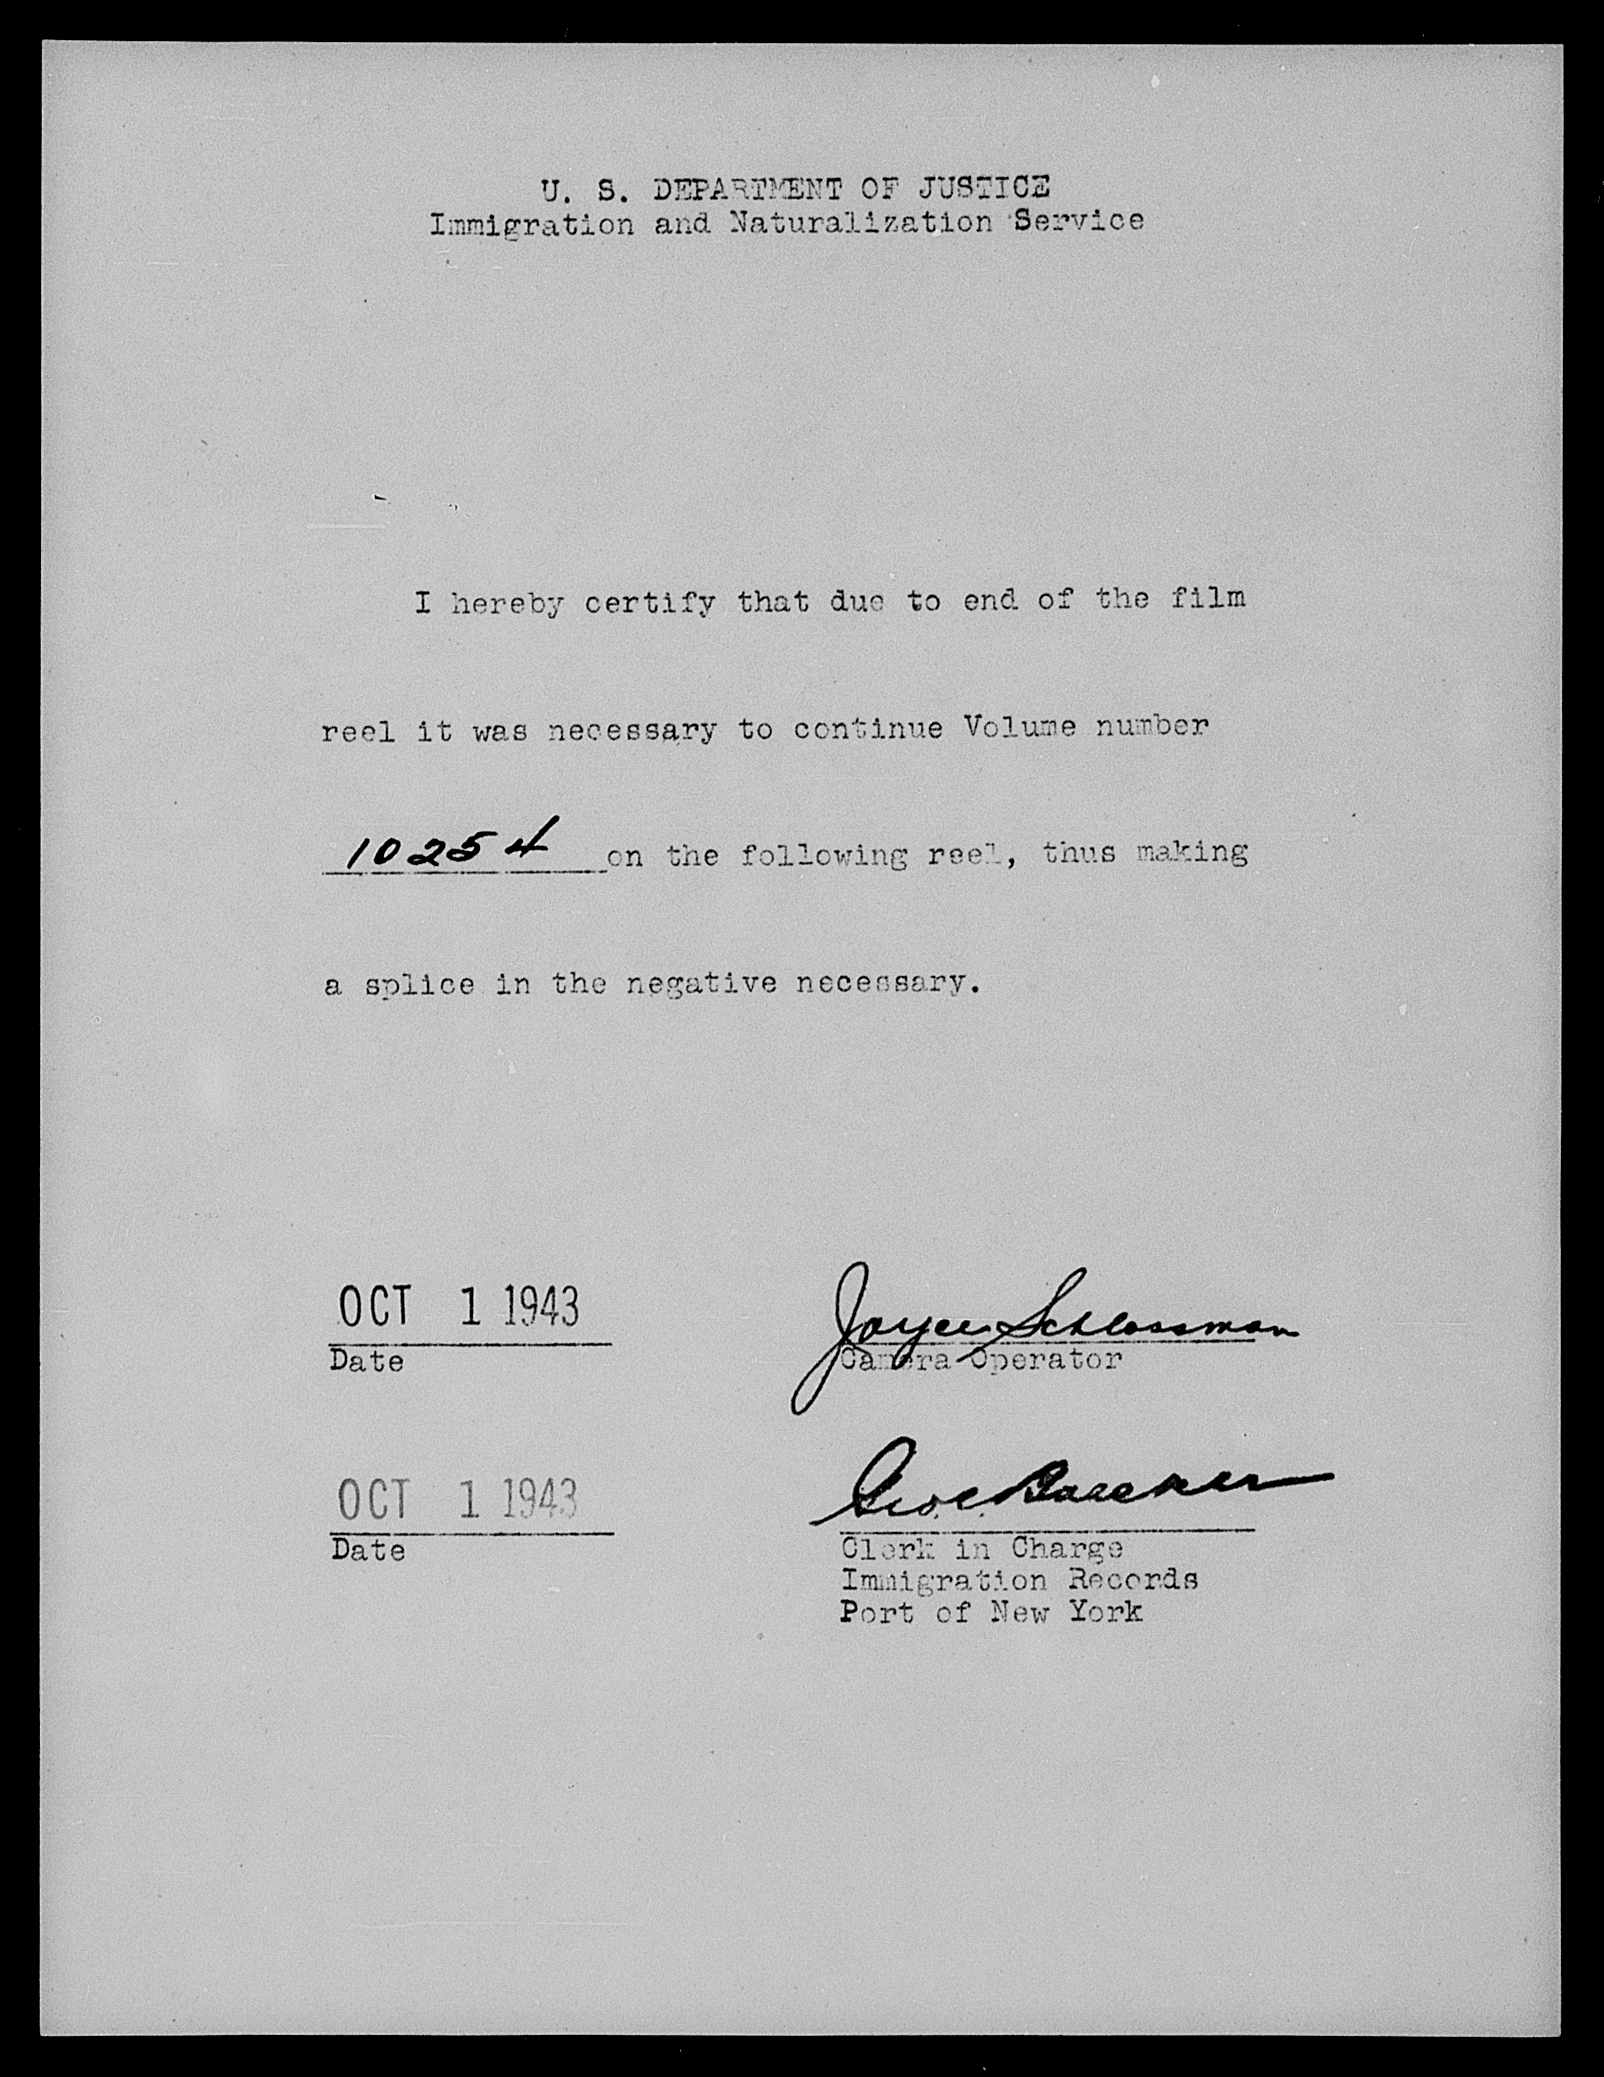 U. S. DEPARTMENT OF JUSTICE
Immigration and Naturalization Service
I hereby certify that due to end of the film
reel it was necessary to continue Volume number
10254 on the following reel, thus making
a splice in the negative necessary.
OCT 1 1943
Date
Joyce Schlossman
Camera Operator
OCT 1 1943
Date
Geo. C.
Clerk in Charge
Immigration Records
Port of New York